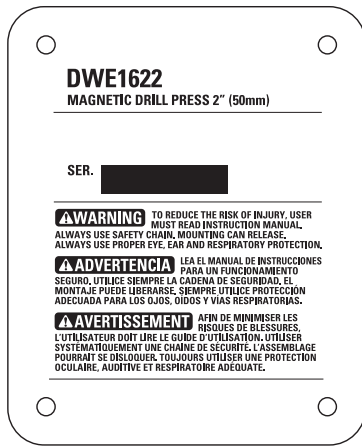 DWE1622
MAGNETIC DRILL PRESS 2” (50mm)
SER.
WARNING TO REDUCE THE RISK OF INJURY, USER
MUST READ INSTRUCTION MANUAL.
ALWAYS USE SAFETY CHAIN, MOUNTING CAN RELEASE.
ALWAYS USE PROPER EYE, EAR AND RESPIRATORY PROTECTION.
ADVERTENCIA LEA EL MANUAL DE INSTRUCCIONES
PARA UN FUNCIONAMIENTO
SEGURO. UTILICE SIEMPRE LA CADENA DE SEGURIDAD, EL
MONTAJE PUEDE LIBERARSE, SIEMPRE UTILICE PROTECCIÓN
ADECUADA PARA LOS OJOS, OÍDOS Y VÍAS RESPIRATORIAS.
AVERTISSEMENT AFIN DE MINIMISER LES
RISQUES DE BLESSURES,
L'UTILISATEUR DOIT LIRE LE GUIDE D'UTILISATION. UTILISER
SYSTÉMATIQUEMENT UNE CHAÎNE DE SÉCURITÉ. L'ASSEMBLAGE
POURRAIT SE DISLOQUER. TOUJOURS UTILISER UNE PROTECTION
OCULAIRE, AUDITIVE ET RESPIRATOIRE ADÉQUATE.